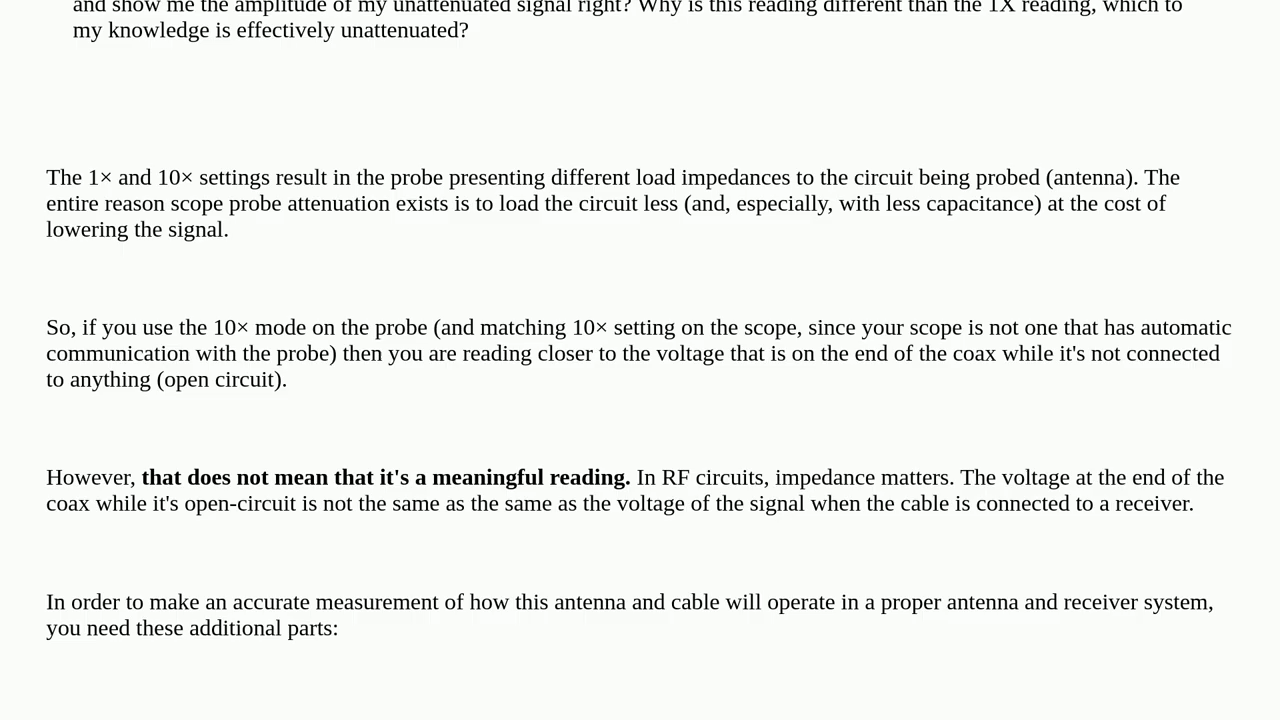 and show me the amplitude of my unattenuated signal right? Why is this reading different than the 1X reading, which to
my knowledge is effectively unattenuated?
The 1× and 10× settings result in the probe presenting different load impedances to the circuit being probed (antenna). The
entire reason scope probe attenuation exists is to load the circuit less (and, especially, with less capacitance) at the cost of
lowering the signal.
So, if you use the 10× mode on the probe (and matching 10× setting on the scope, since your scope is not one that has automatic
communication with the probe) then you are reading closer to the voltage that is on the end of the coax while it's not connected
to anything (open circuit).
However, that does not mean that it's a meaningful reading. In RF circuits, impedance matters. The voltage at the end of the
coax while it's open-circuit is not the same as the same as the voltage of the signal when the cable is connected to a receiver.
In order to make an accurate measurement of how this antenna and cable will operate in a proper antenna and receiver system,
you need these additional parts: